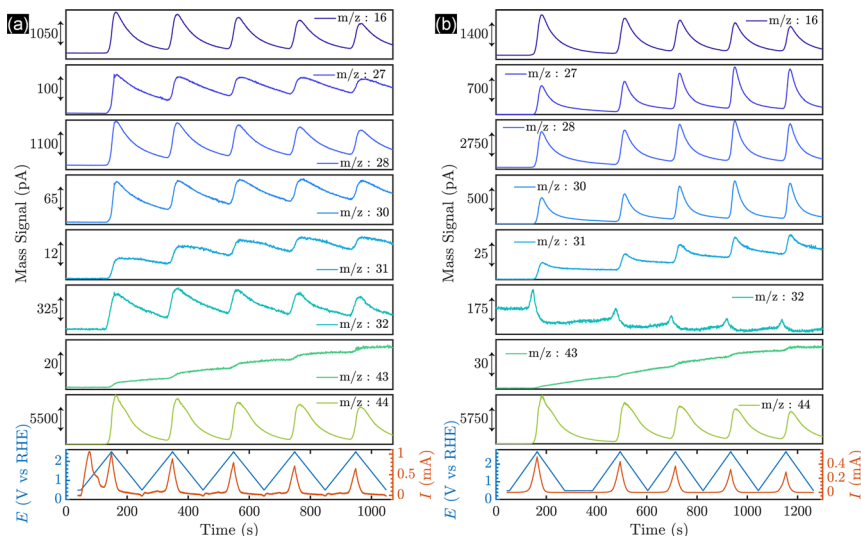 (a)
Mass Signal (pA)
1050
m/z : 16
100
m/z : 27
1100
m/z : 28
65
m/z : 30
12
m/z : 31
325
m/z : 32
20
m/z : 43
5500
m/z : 44
E (V vs RHE)
2
1
0
1
0.5
0
I (mA)
0 200 400 600 800 1000
Time (s)
(b)
Mass Signal (pA)
1400
m/z : 16
700
m/z : 27
2750
m/z : 28
500
m/z : 30
25
m/z : 31
175
m/z : 32
30
m/z : 43
5750
m/z : 44
E (V vs RHE)
2
1
0
0.4
0.2
0
I (mA)
0 200 400 600 800 1000 1200
Time (s)